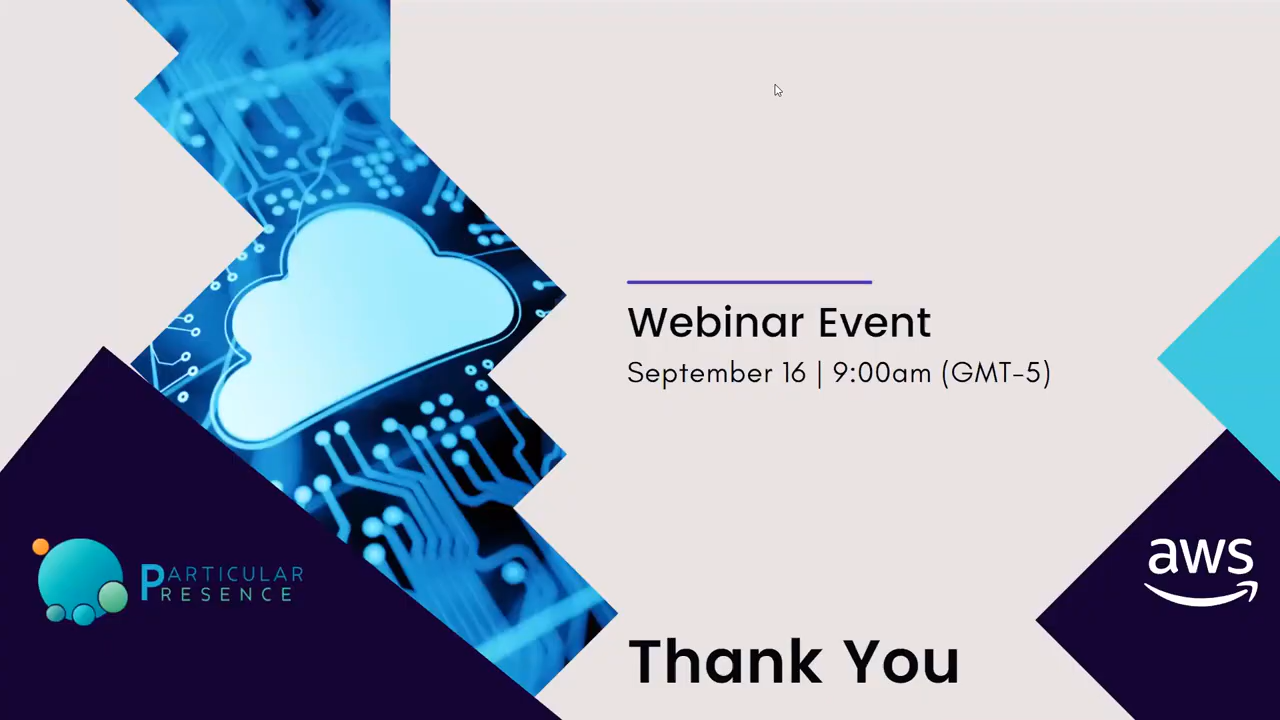 Webinar Event
September 16 | 9:00am (GMT-5)
PARTICULAR
PRESENCE
aws
Thank You